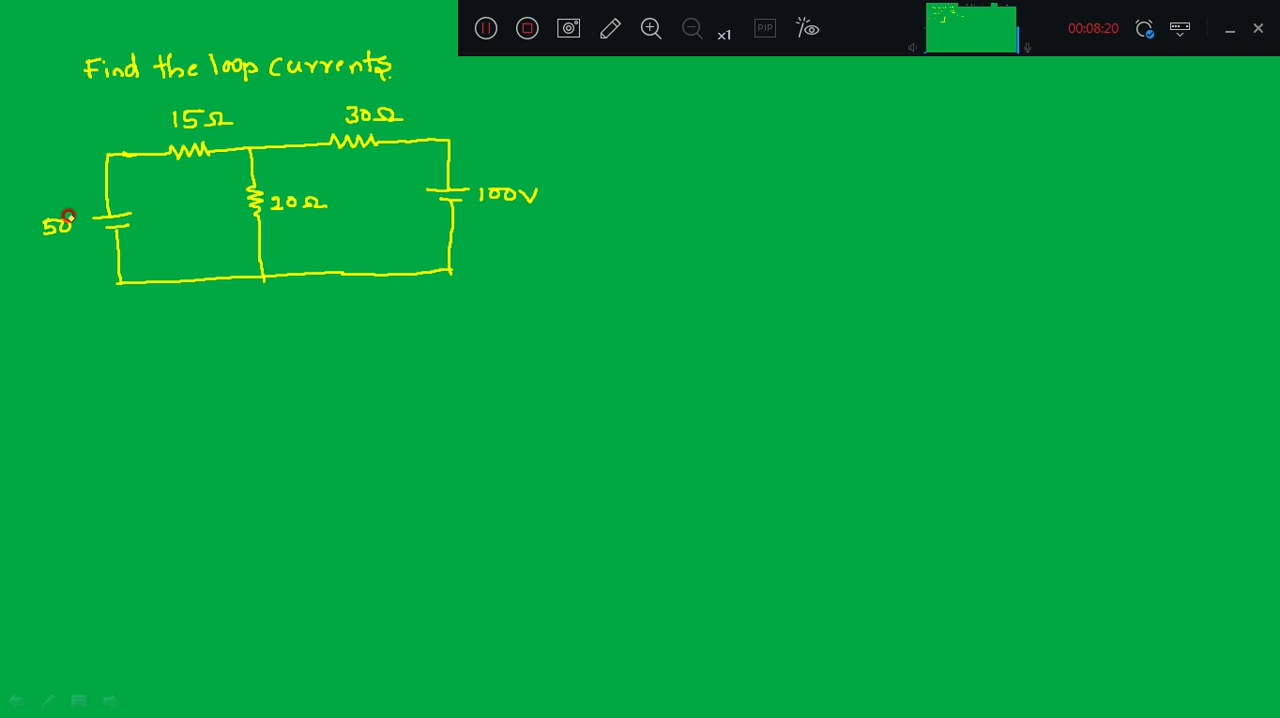 x1
PIP
00:08:20
Find the loop currents.
15Ω
30Ω
20Ω
100V
50